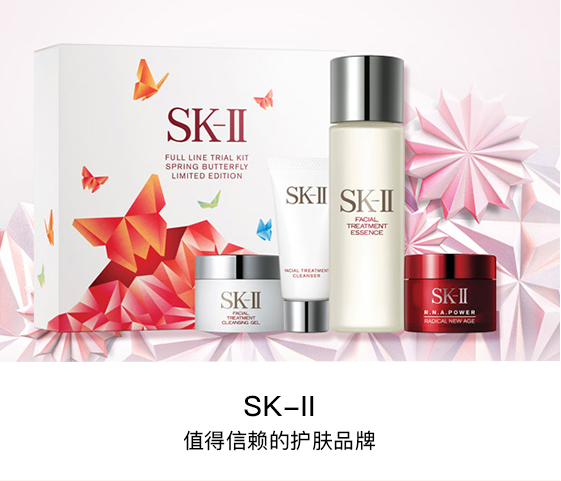 SK-II
FULL LINE TRIAL KIT
SPRING BUTTERFLY
LIMITED EDITION
SK-II
FACIAL TREATMENT
CLEANSER
SK-II
FACIAL
TREATMENT
ESSENCE
SK-II
FACIAL
TREATMENT
CLEANSING GEL
SK-II
R.N.A.POWER
RADICAL NEW AGE
SK-II
值得信赖的护肤品牌